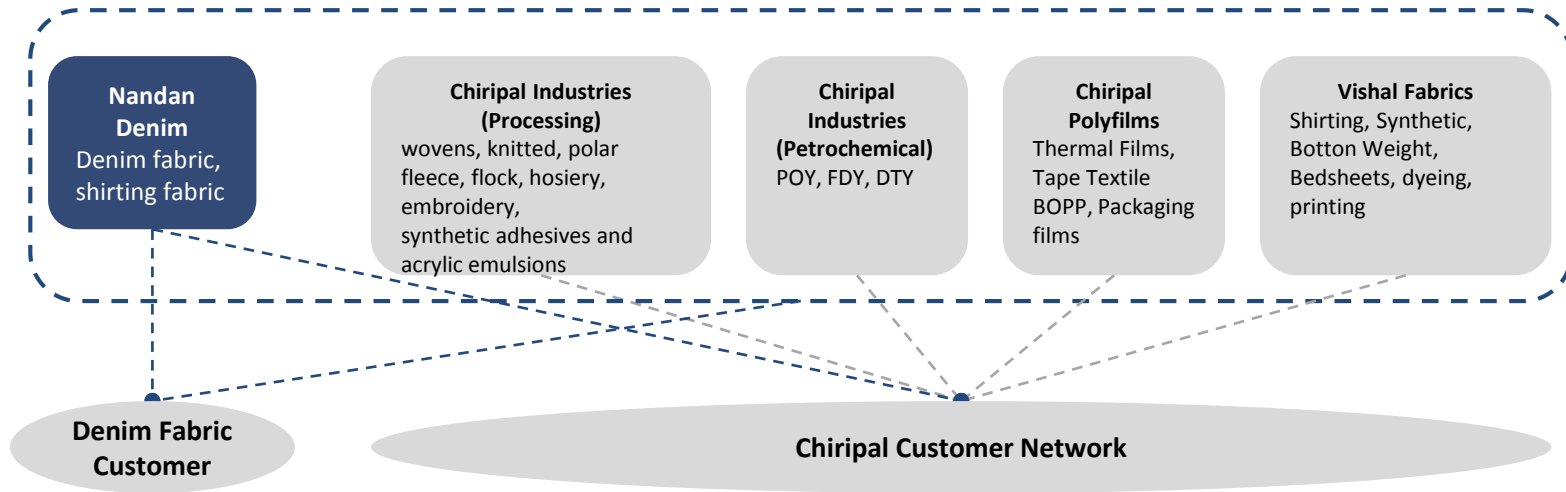 Nandan
Denim
Denim fabric,
shirting fabric
Chiripal Industries
(Processing)
wovens, knitted, polar
fleece, flock, hosiery,
embroidery,
synthetic adhesives and
acrylic emulsions
Chiripal
Industries
(Petrochemical)
POY, FDY, DTY
Chiripal
Polyfilms
Thermal Films,
Tape Textile
BOPP, Packaging
films
Vishal Fabrics
Shirting, Synthetic,
Botton Weight,
Bedsheets, dyeing,
printing
Denim Fabric
Customer
Chiripal Customer Network